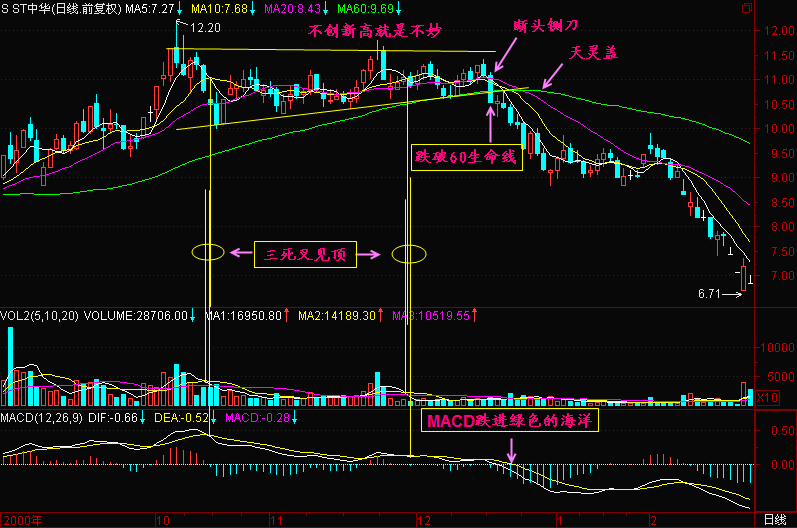 S ST中华(日线.前复权) MA5:7.27↓ MA10:7.68↓ MA20:8.43↓ MA60:9.69↓
12.20
不创新高就是不妙
断头铡刀
天灵盖
12.00
11.50
11.00
10.50
10.00
9.50
9.00
8.50
8.00
7.50
7.00
跌破60生命线
三死叉见顶
6.71
VOL2(5,10,20) VOLUME:28706.00↓ MA1:16950.80↑ MA2:14189.30↑ MA3:10519.55↑
10000
5000
X10
MACD(12,26,9) DIF:-0.66↓ DEA:-0.52↓ MACD:-0.28↓
MACD跌进绿色的海洋
0.50
0.00
2000年 10 11 12 1 2 日线